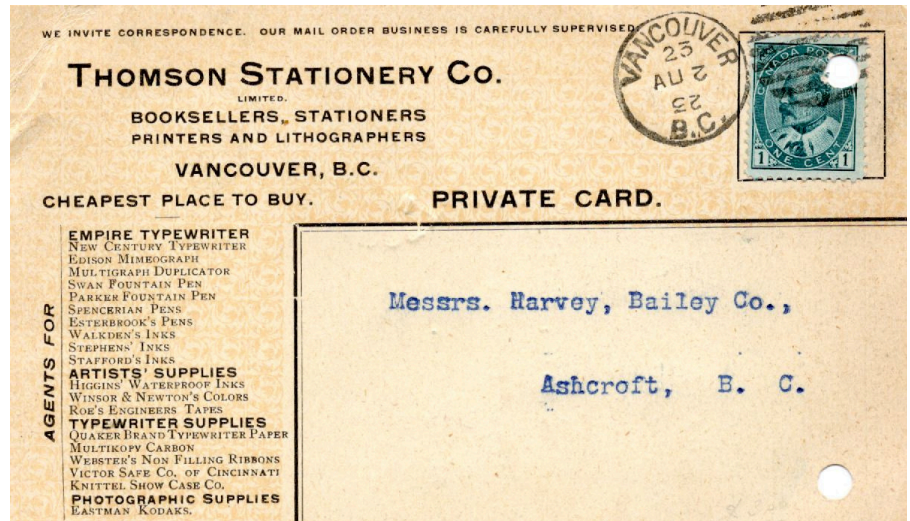 WE INVITE CORRESPONDENCE. OUR MAIL ORDER BUSINESS IS CAREFULLY SUPERVISED.
THOMSON STATIONERY CO.
LIMITED.
BOOKSELLERS, STATIONERS
PRINTERS AND LITHOGRAPHERS
VANCOUVER, B.C.
CHEAPEST PLACE TO BUY.
PRIVATE CARD.
VANCOUVER
23
AU 2
23
B.C.
CANADA
1 ONE CENT 1
AGENTS FOR
EMPIRE TYPEWRITER
NEW CENTURY TYPEWRITER
EDISON MIMEOGRAPH
MULTIGRAPH DUPLICATOR
SWAN FOUNTAIN PEN
PARKER FOUNTAIN PEN
SPENCERIAN PENS
ESTERBROOK'S PENS
WALKDEN'S INKS
STEPHENS' INKS
STAFFORD'S INKS
ARTISTS' SUPPLIES
HIGGINS' WATERPROOF INKS
WINSOR & NEWTON'S COLORS
ROE'S ENGINEERS TAPES
TYPEWRITER SUPPLIES
QUAKER BRAND TYPEWRITER PAPER
MULTIKOPY CARBON
WEBSTER'S NON FILLING RIBBONS
VICTOR SAFE CO. OF CINCINNATI
KNITTEL SHOW CASE CO.
PHOTOGRAPHIC SUPPLIES
EASTMAN KODAKS.
Messrs. Harvey, Bailey Co.,
Ashcroft, B. C.